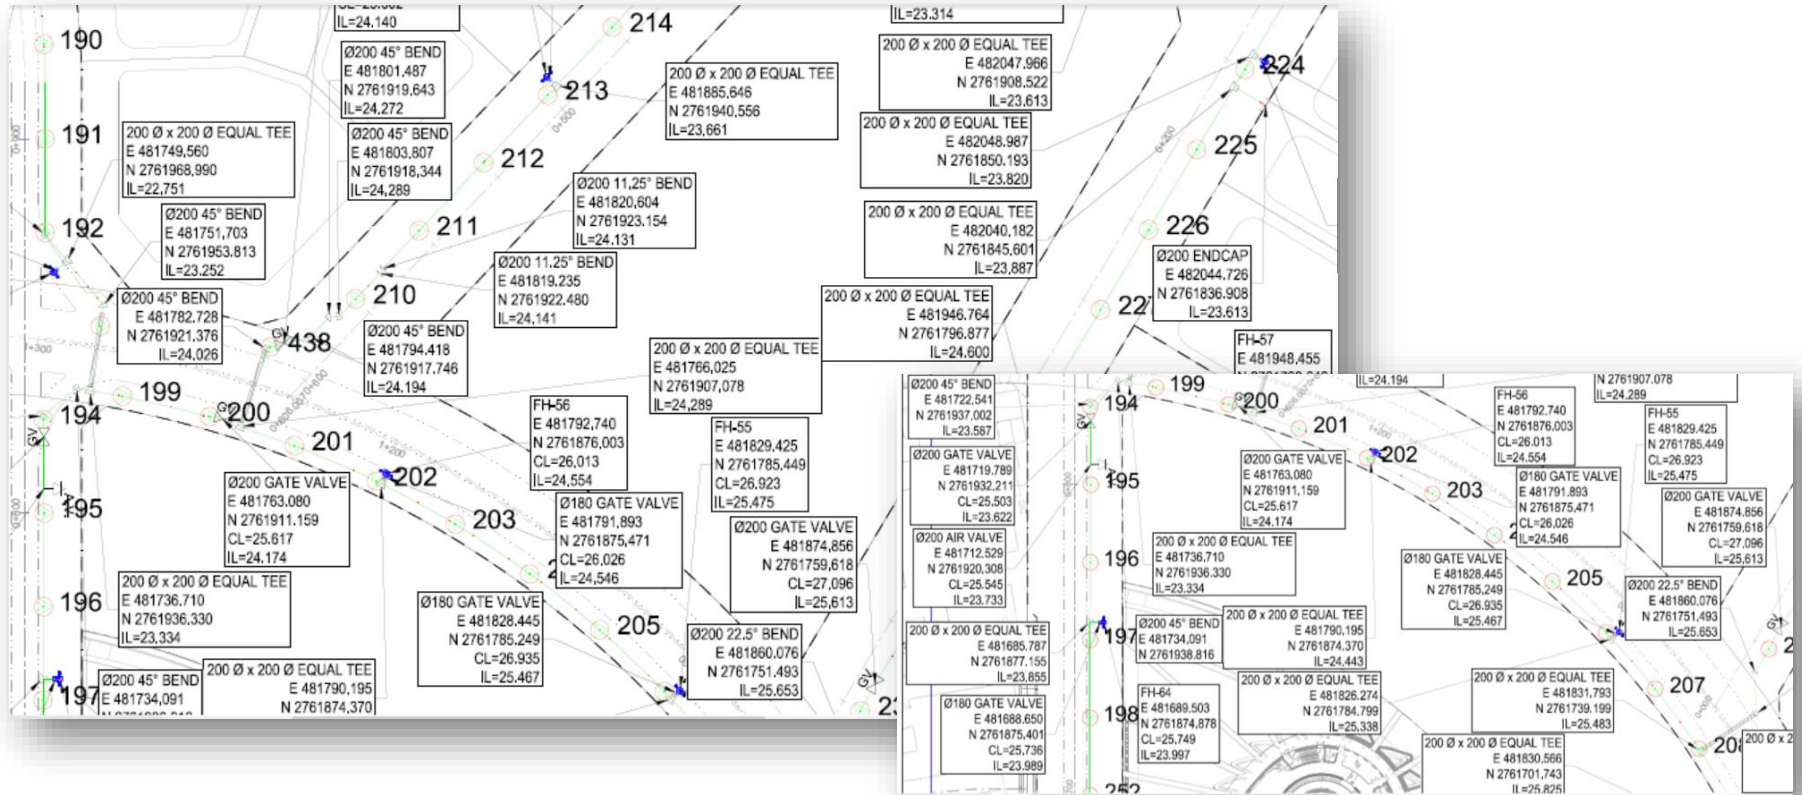 CL=25.602
IL=24.140
IL=23.314
190
191
192
194
195
196
197
199
200
201
202
203
205
210
211
212
213
214
224
225
226
22
438
0+500
0+200
1+300
1+200
GV
Ø200 45° BEND
E 481801.487
N 2761919,643
IL=24,272
200 Ø x 200 Ø EQUAL TEE
E 481885,646
N 2761940,556
IL=23,661
200 Ø x 200 Ø EQUAL TEE
E 482047,966
N 2761908,522
IL=23.613
200 Ø x 200 Ø EQUAL TEE
E 481749,560
N 2761968,990
IL=22,751
Ø200 45° BEND
E 481803,807
N 2761918,344
IL=24,289
200 Ø x 200 Ø EQUAL TEE
E 482048.987
N 2761850.193
IL=23.820
Ø200 11,25° BEND
E 481820,604
N 2761923.154
IL=24.131
Ø200 45° BEND
E 481751,703
N 2761953.813
IL=23.252
200 Ø x 200 Ø EQUAL TEE
E 482040,182
N 2761845,601
IL=23,887
Ø200 11.25° BEND
E 481819.235
N 2761922.480
IL=24,141
Ø200 ENDCAP
E 482044.726
N 2761836.908
IL=23.613
Ø200 45° BEND
E 481782,728
N 2761921,376
IL=24,026
200 Ø x 200 Ø EQUAL TEE
E 481946.764
N 2761796.877
IL=24.600
Ø200 45° BEND
E 481794.418
N 2761917.746
IL=24.194
200 Ø x 200 Ø EQUAL TEE
E 481766,025
N 2761907,078
IL=24,289
FH-57
E 481948,455
FH-56
E 481792,740
N 2761876,003
CL=26,013
IL=24,554
FH-55
E 481829,425
N 2761785,449
CL=26,923
IL=25,475
Ø200 GATE VALVE
E 481763.080
N 2761911.159
CL=25.617
IL=24.174
Ø180 GATE VALVE
E 481791,893
N 2761875,471
CL=26,026
IL=24,546
Ø200 GATE VALVE
E 481874,856
N 2761759,618
CL=27,096
IL=25,613
200 Ø x 200 Ø EQUAL TEE
E 481736,710
N 2761936,330
IL=23,334
Ø180 GATE VALVE
E 481828.445
N 2761785.249
CL=26.935
IL=25.467
Ø200 22.5° BEND
E 481860.076
N 2761751.493
IL=25.653
Ø200 45° BEND
E 481734,091
200 Ø x 200 Ø EQUAL TEE
E 481790,195
N 2761874,370
Ø200 45° BEND
E 481722,541
N 2761937,002
IL=23.587
194
199
200
201
202
203
205
207
195
196
197
198
IL=24.194
N 2761907.078
IL=24.289
FH-56
E 481792.740
N 2761876,003
CL=26.013
IL=24.554
FH-55
E 481829.425
N 2761785,449
CL=26.923
IL=25.475
Ø200 GATE VALVE
E 481719.789
N 2761932,211
CL=25.503
IL=23.622
Ø200 GATE VALVE
E 481763,080
N 2761911,159
CL=25.617
IL=24.174
Ø180 GATE VALVE
E 481791,893
N 2761875,471
CL=26,026
IL=24.546
Ø200 GATE VALVE
E 481874,856
N 2761759,618
CL=27,096
IL=25,613
Ø200 AIR VALVE
E 481712.529
N 2761920,308
CL=25.545
IL=23.733
200 Ø x 200 Ø EQUAL TEE
E 481736,710
N 2761936.330
IL=23.334
Ø180 GATE VALVE
E 481828,445
N 2761785,249
CL=26.935
IL=25.467
Ø200 22.5° BEND
E 481860,076
N 2761751,493
IL=25.653
200 Ø x 200 Ø EQUAL TEE
E 481685.787
N 2761877,155
IL=23,855
Ø200 45° BEND
E 481734,091
N 2761938.816
200 Ø x 200 Ø EQUAL TEE
E 481790,195
N 2761874,370
IL=24,443
200 Ø x 200 Ø EQUAL TEE
E 481826.274
N 2761784,799
IL=25,338
200 Ø x 200 Ø EQUAL TEE
E 481831,793
N 2761739,199
IL=25,483
Ø180 GATE VALVE
E 481688,650
N 2761875,401
CL=25,736
IL=23.989
FH-64
E 481689,503
N 2761874,878
CL=25,749
IL=23.997
200 Ø x 200 Ø EQUAL TEE
E 481830,566
N 2761701,743
IL=25,825
200 Ø x 2